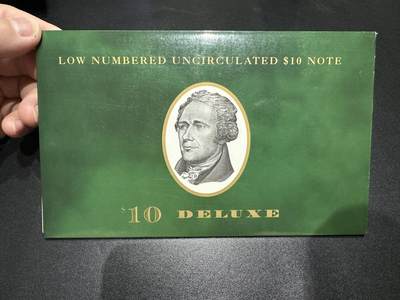 LOW NUMBERED UNCIRCULATED $10 NOTE
$10 DELUXE